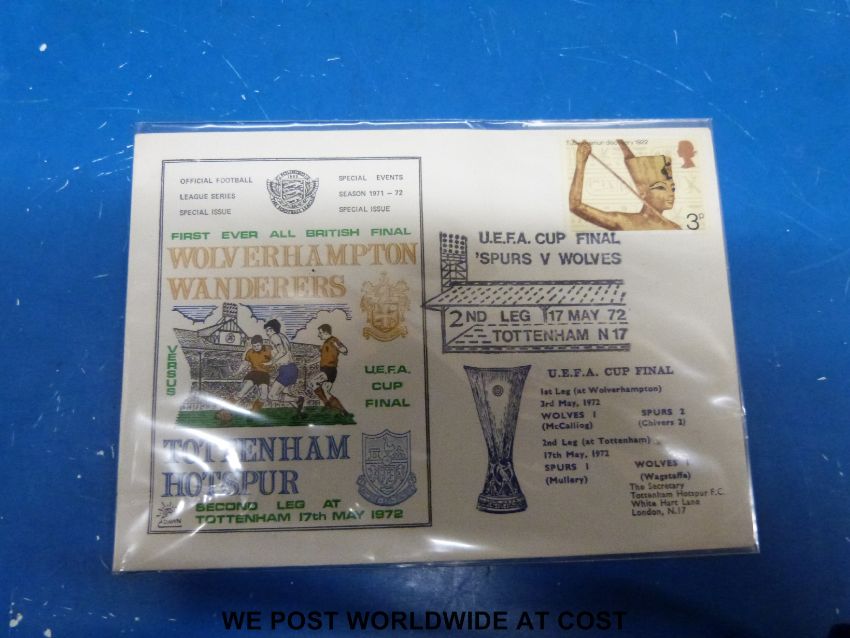 OFFICIAL FOOTBALL
LEAGUE SERIES
SPECIAL ISSUE
SPECIAL EVENTS
SEASON 1971-72
SPECIAL ISSUE
FIRST EVER ALL BRITISH FINAL
WOLVERHAMPTON
WANDERERS
VERSUS
U.E.F.A.
CUP
FINAL
TOTTENHAM
HOTSPUR
SECOND LEG AT
TOTTENHAM 17th MAY 1972
DAWN
discovery 1922
3P
U.E.F.A. CUP FINAL
'SPURS V WOLVES
2ND LEG 17 MAY 72
TOTTENHAM N17
U.E.F.A. CUP FINAL
1st Leg (at Wolverhampton)
3rd May, 1972
WOLVES 1 SPURS 2
(McCalliog) (Chivers 2)
2nd Leg (at Tottenham)
17th May, 1972
SPURS 1 WOLVES 1
(Mullery) (Wagstaffe)
The Secretary
Tottenham Hotspur F.C.
White Hart Lane
London, N.17
WE POST WORLDWIDE AT COST